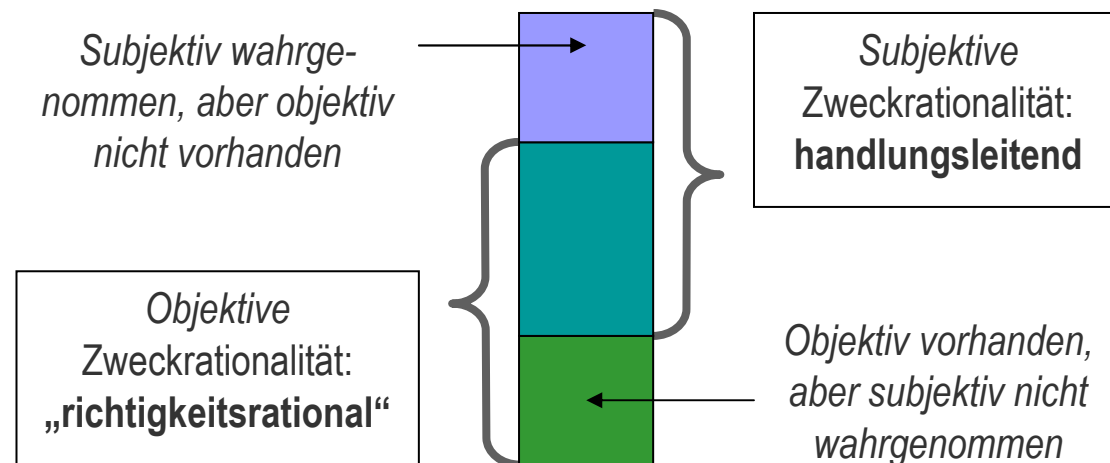 Subjektiv wahrge-
nommen, aber objektiv
nicht vorhanden
Subjektive
Zweckrationalität:
handlungsleitend
Objektive
Zweckrationalität:
„richtigkeitsrational“
Objektiv vorhanden,
aber subjektiv nicht
wahrgenommen